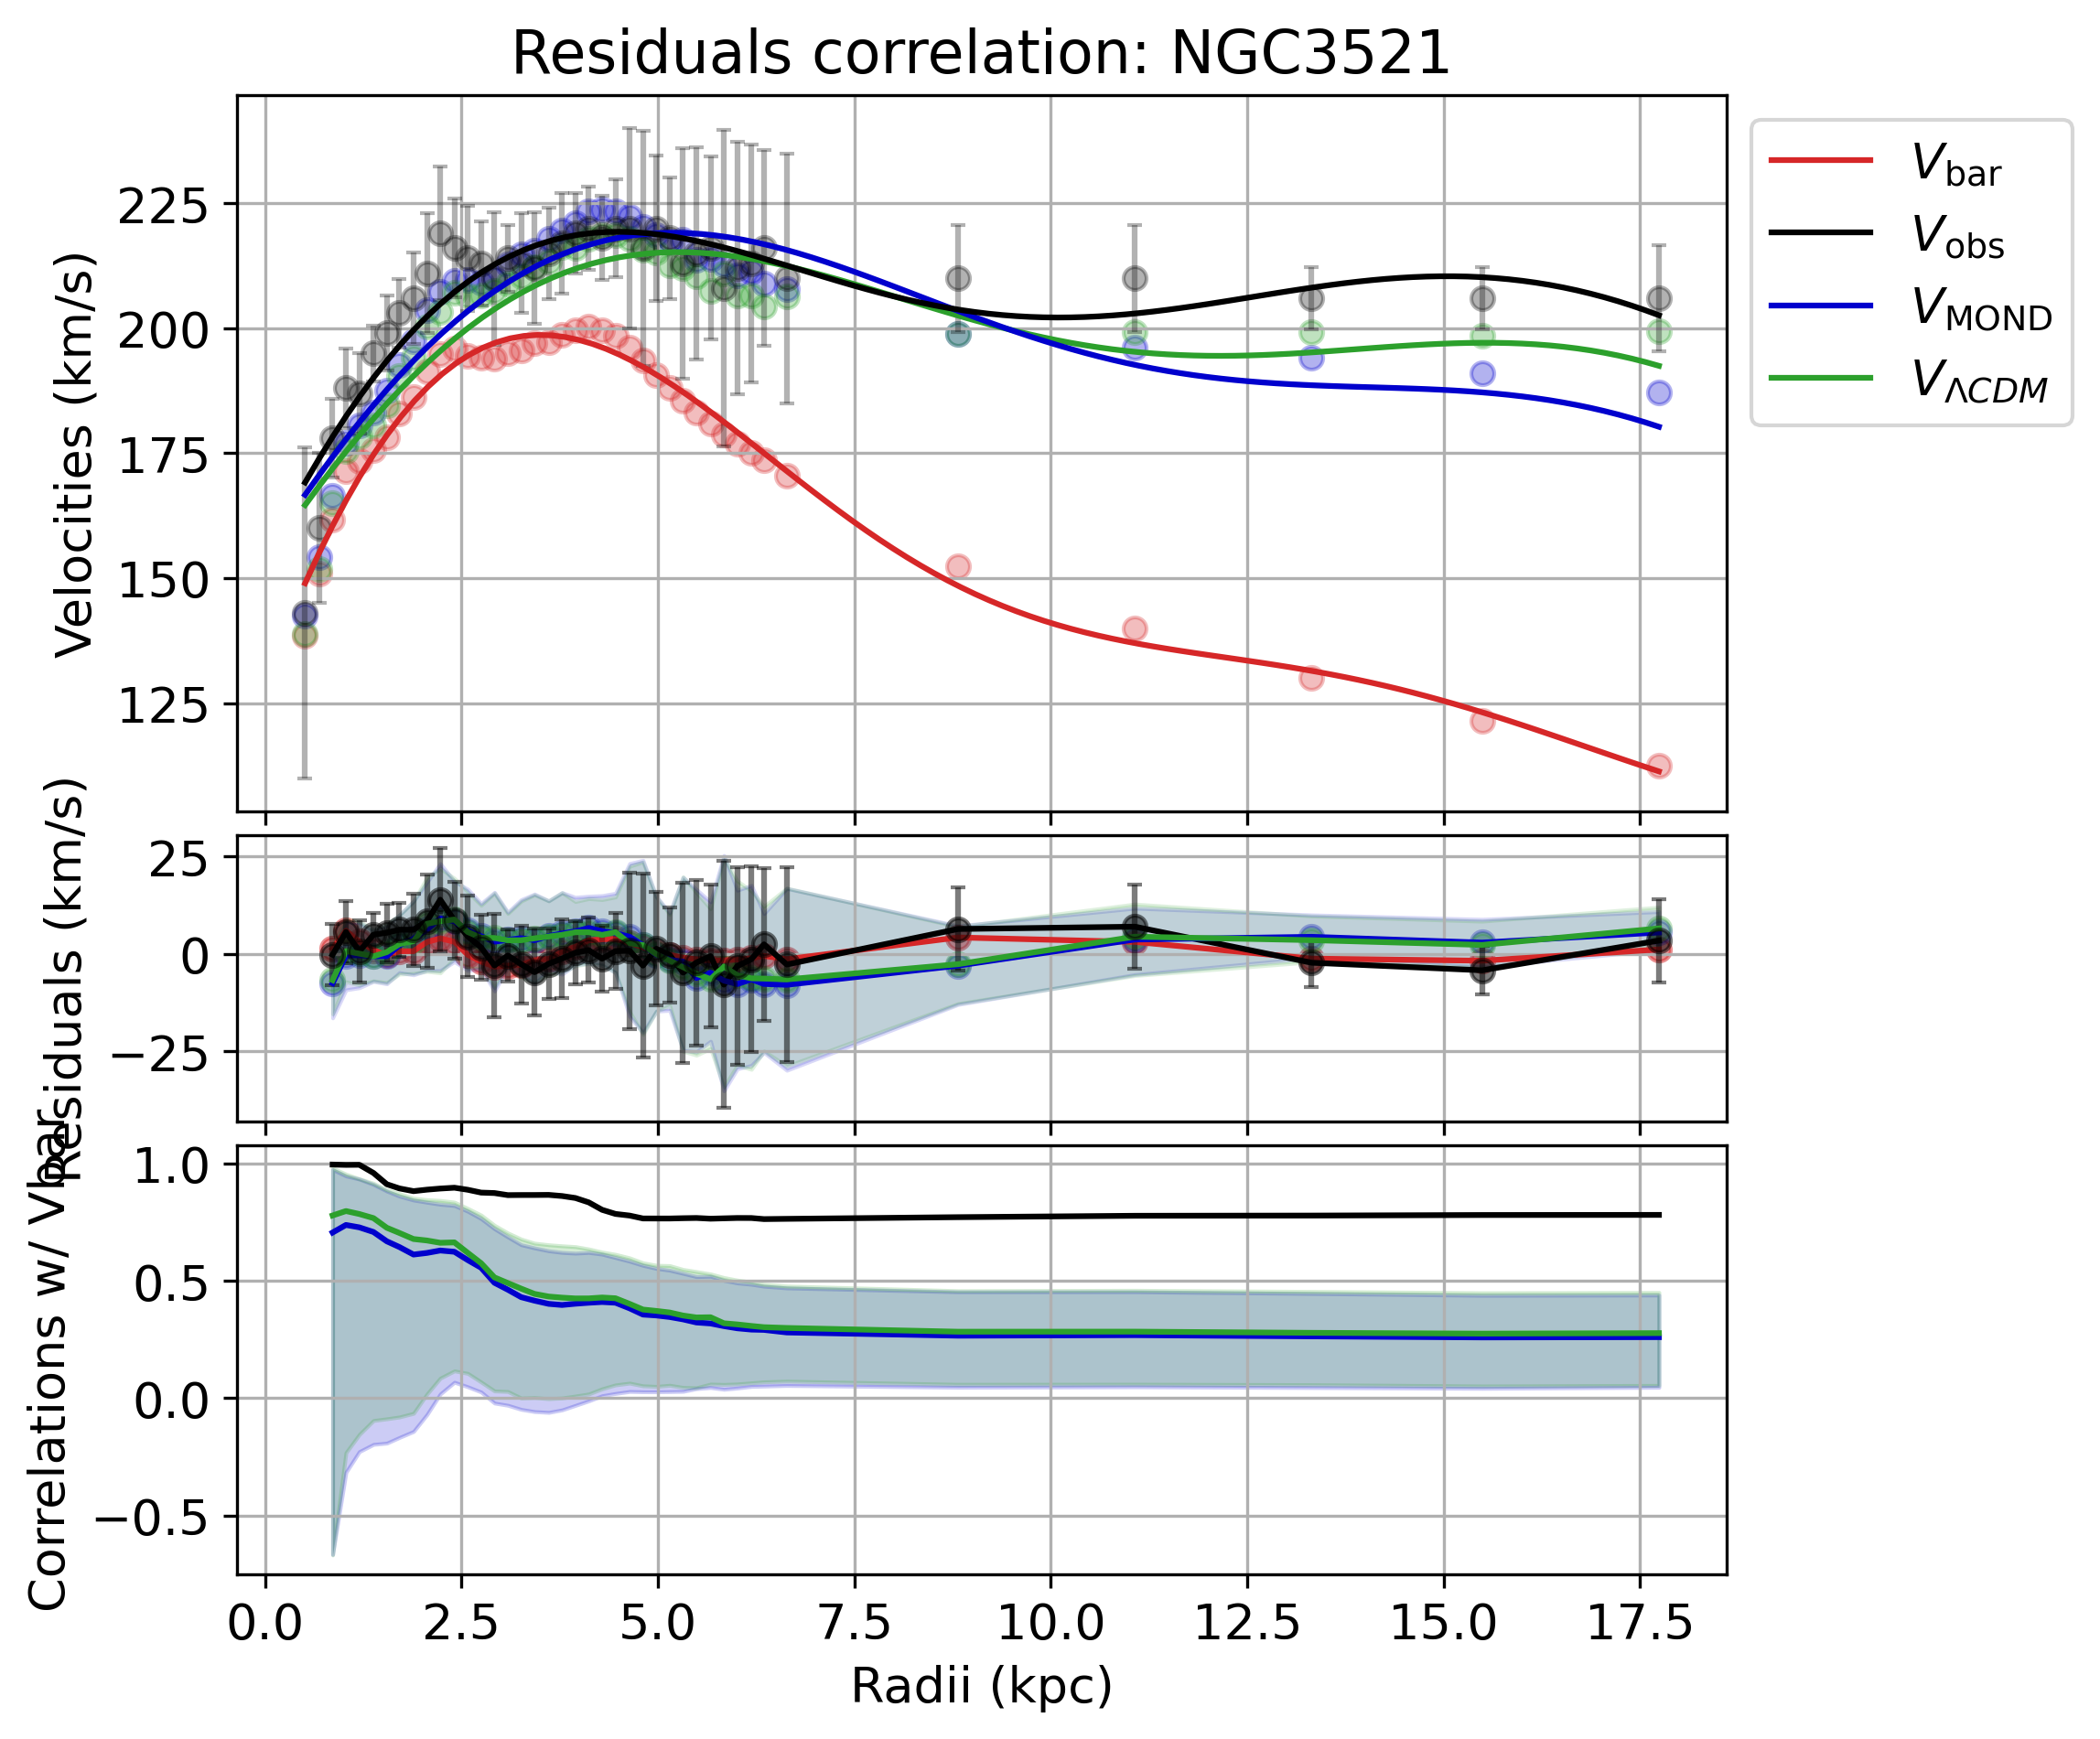 Residuals correlation: NGC3521
Velocities (km/s)
225
200
175
150
125
V_bar
V_obs
V_MOND
V_ΛCDM
Residuals (km/s)
25
0
−25
Correlations w/ Vbar
1.0
0.5
0.0
−0.5
0.0 2.5 5.0 7.5 10.0 12.5 15.0 17.5
Radii (kpc)